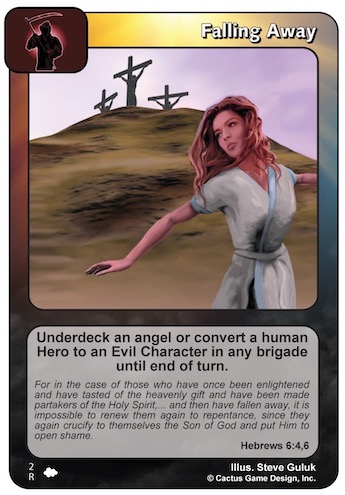 Falling Away
Underdeck an angel or convert a human
Hero to an Evil Character in any brigade
until end of turn.
For in the case of those who have once been enlightened
and have tasted of the heavenly gift and have been made
partakers of the Holy Spirit,... and then have fallen away, it is
impossible to renew them again to repentance, since they
again crucify to themselves the Son of God and put Him to
open shame.
Hebrews 6:4,6
2
R
Illus. Steve Guluk
© Cactus Game Design, Inc.